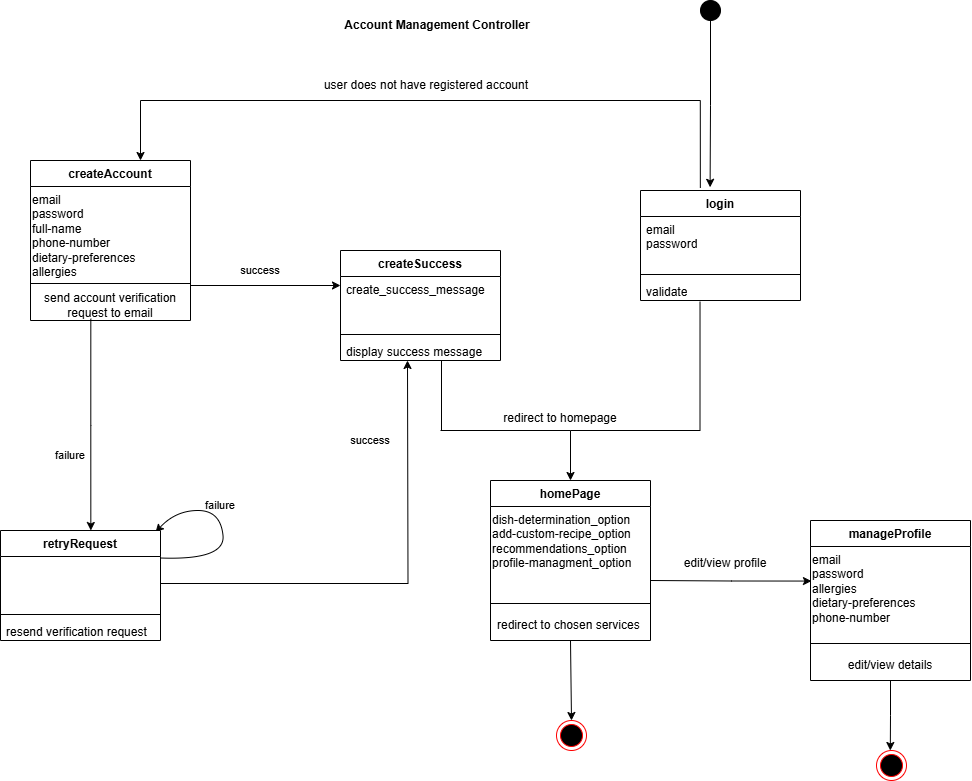 Account Management Controller
user does not have registered account
createAccount
email
password
full-name
phone-number
dietary-preferences
allergies
send account verification
request to email
success
createSuccess
create_success_message
display success message
login
email
password
validate
redirect to homepage
success
failure
failure
retryRequest
resend verification request
homePage
dish-determination_option
add-custom-recipe_option
recommendations_option
profile-managment_option
redirect to chosen services
edit/view profile
manageProfile
email
password
allergies
dietary-preferences
phone-number
edit/view details